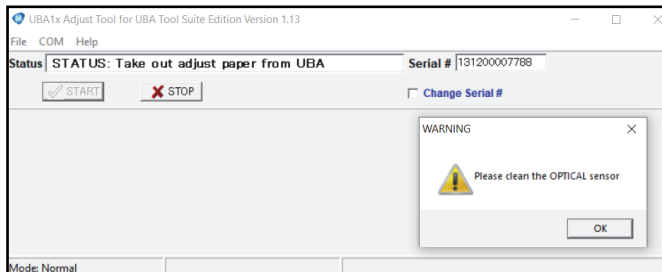 UBA1x Adjust Tool for UBA Tool Suite Edition Version 1.13
File COM Help
Status STATUS: Take out adjust paper from UBA Serial # 131200007788
START STOP Change Serial #
WARNING
Please clean the OPTICAL sensor
OK
Mode: Normal